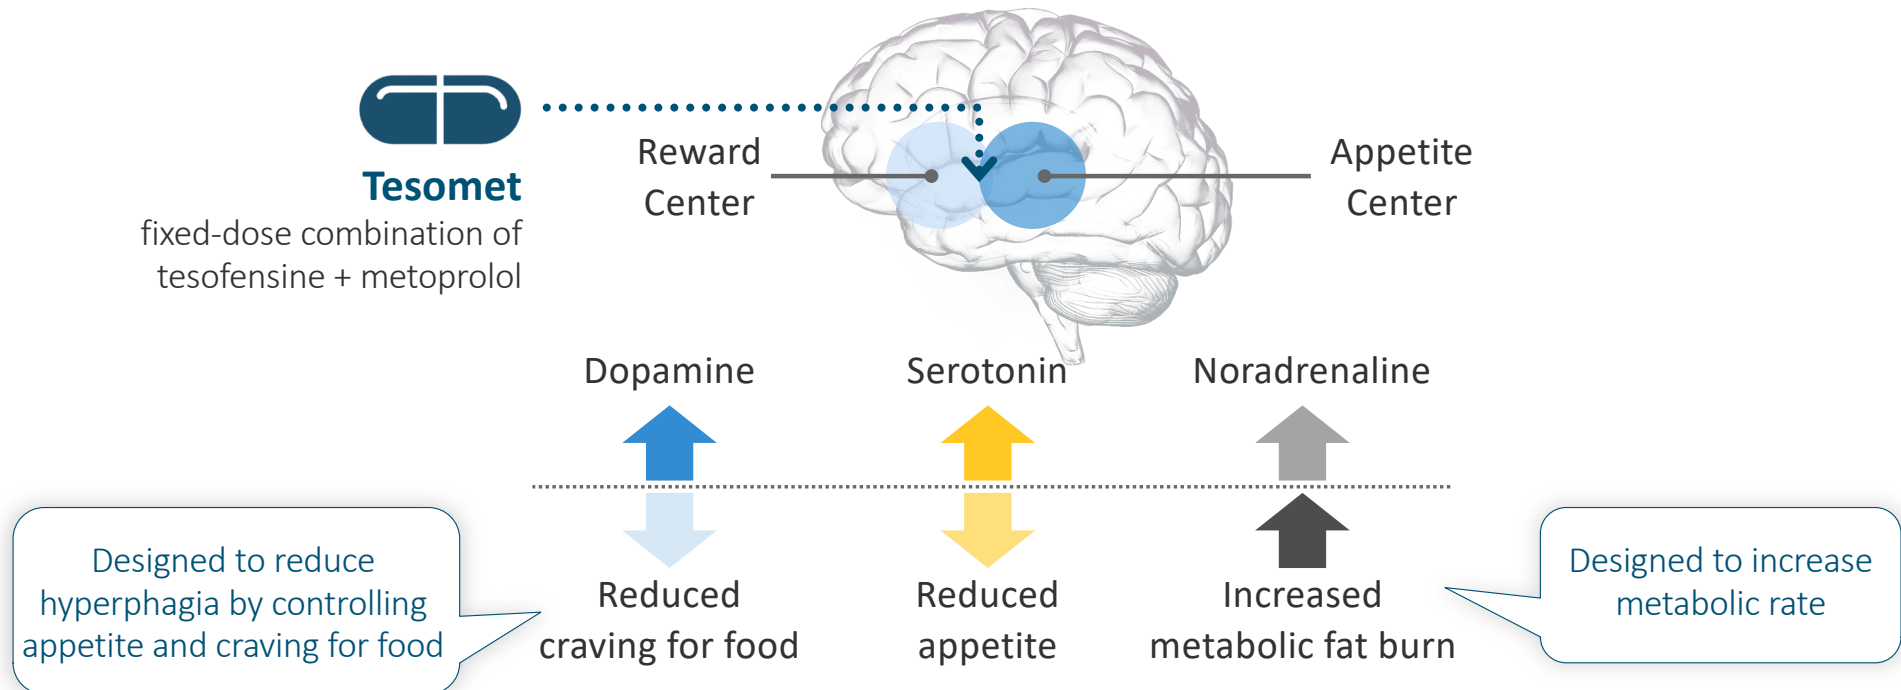 Tesomet
fixed-dose combination of
tesofensine + metoprolol
Reward
Center
Appetite
Center
Dopamine
Serotonin
Noradrenaline
Designed to reduce
hyperphagia by controlling
appetite and craving for food
Reduced
craving for food
Reduced
appetite
Increased
metabolic fat burn
Designed to increase
metabolic rate